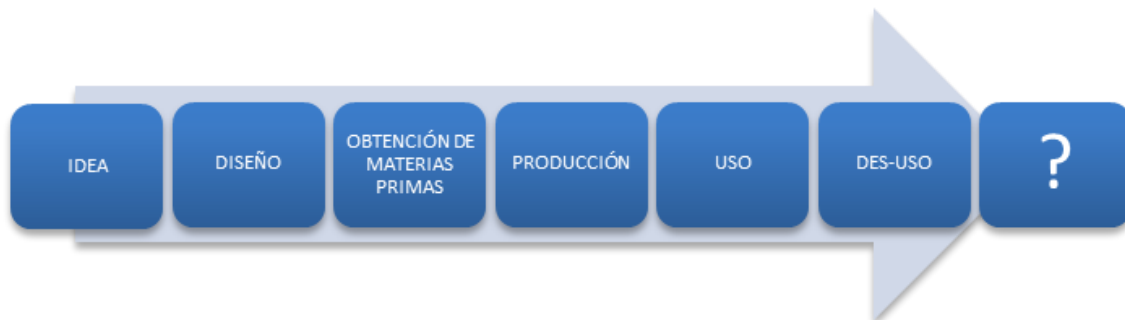 IDEA
DISEÑO
OBTENCIÓN DE
MATERIAS
PRIMAS
PRODUCCIÓN
USO
DES-USO
?